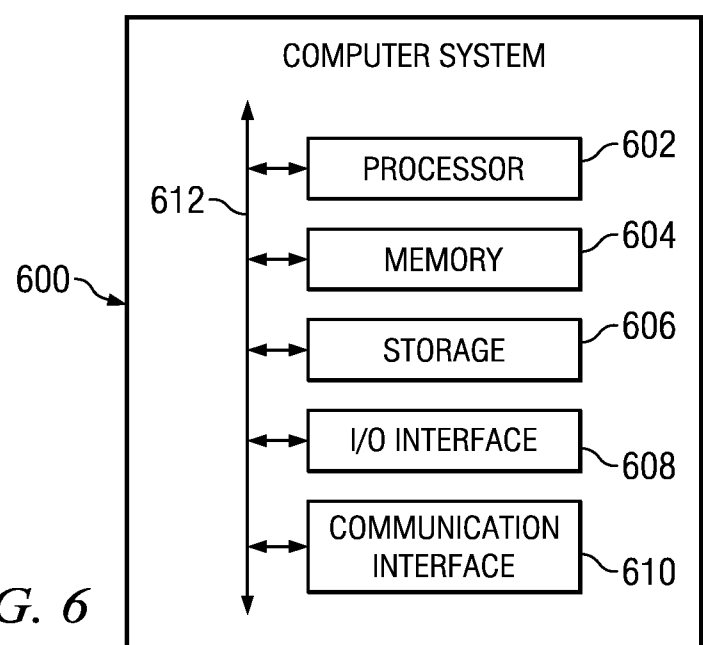 COMPUTER SYSTEM
PROCESSOR
602
612
MEMORY
604
600
STORAGE
606
I/O INTERFACE
608
COMMUNICATION
INTERFACE
610
G. 6